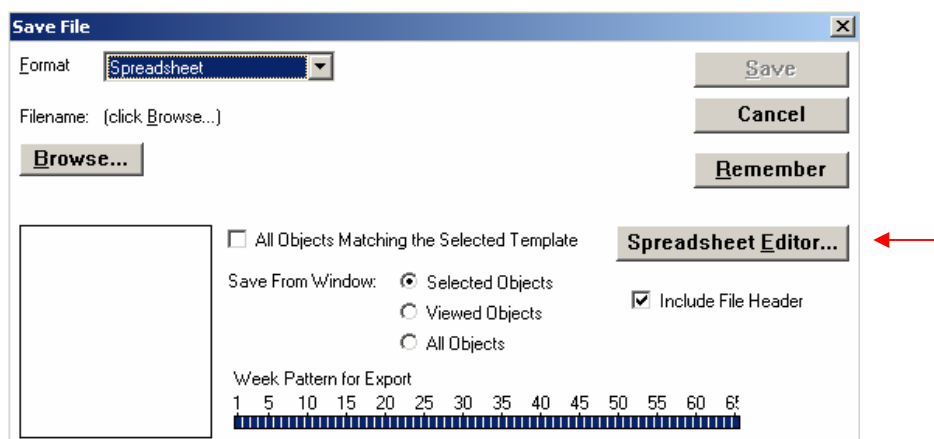 Save File
Format Spreadsheet
Save
Filename: (click Browse...)
Cancel
Browse...
Remember
All Objects Matching the Selected Template
Spreadsheet Editor...
Save From Window: Selected Objects
Include File Header
Viewed Objects
All Objects
Week Pattern for Export
1 5 10 15 20 25 30 35 40 45 50 55 60